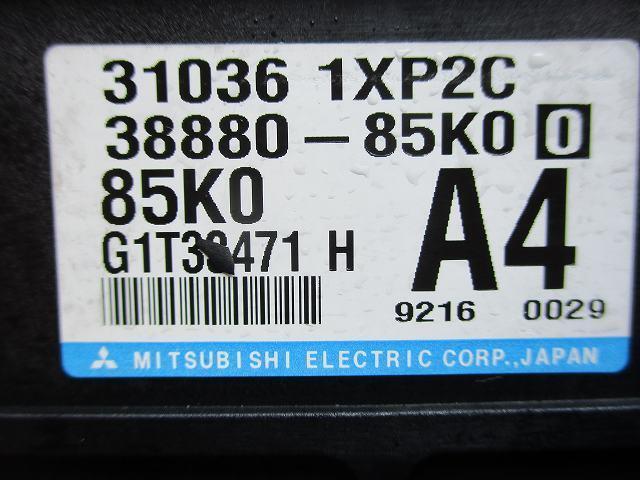 31036 1XP2C
38880-85K0 0
85K0
A4
H
9216 0029
MITSUBISHI ELECTRIC CORP.,JAPAN